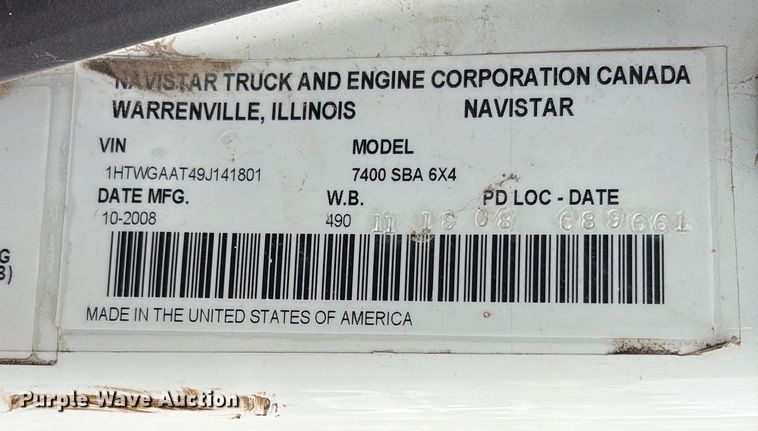 NAVISTAR TRUCK AND ENGINE CORPORATION CANADA
WARRENVILLE, ILLINOIS NAVISTAR
VIN MODEL
1HTWGAAT49J141801 7400 SBA 6X4
DATE MFG. W.B. PD LOC - DATE
10-2008 490 11 18 08 689661
MADE IN THE UNITED STATES OF AMERICA
G
B)
Purple Wave Auction